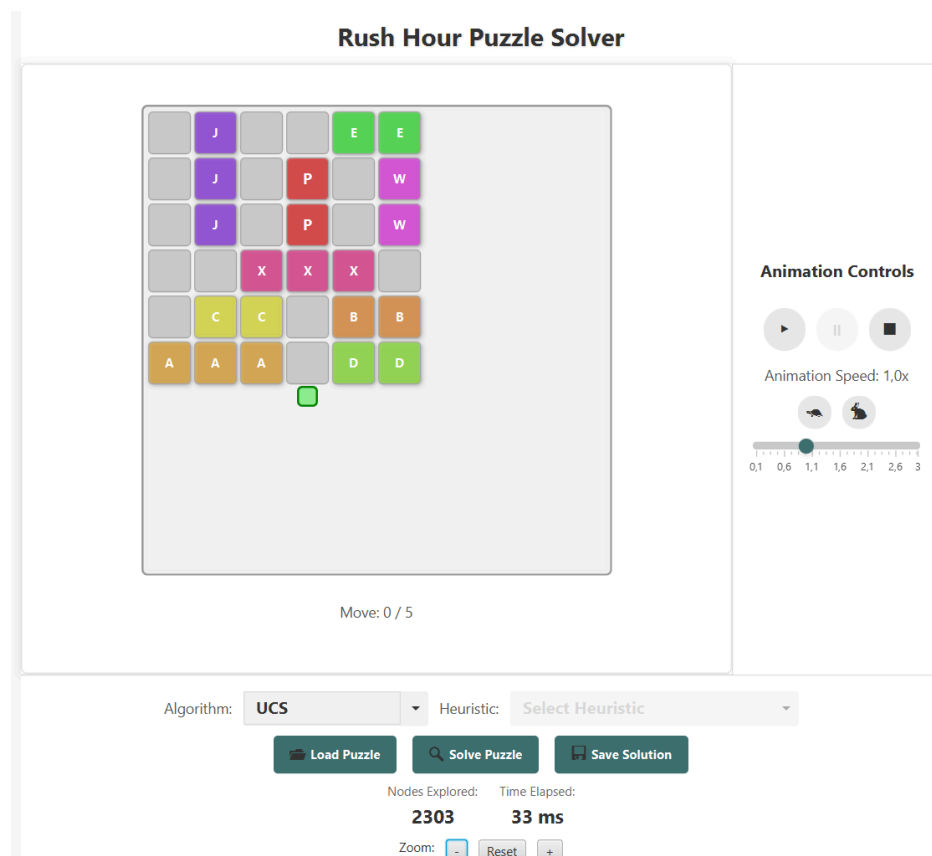 Rush Hour Puzzle Solver
J E E
J P W
J P W
X X X
C C B B
A A A D D
Move: 0 / 5
Animation Controls
Animation Speed: 1,0x
0,1 0,6 1,1 1,6 2,1 2,6 3
Algorithm: UCS Heuristic: Select Heuristic
Load Puzzle Solve Puzzle Save Solution
Nodes Explored: Time Elapsed:
2303 33 ms
Zoom: - Reset +